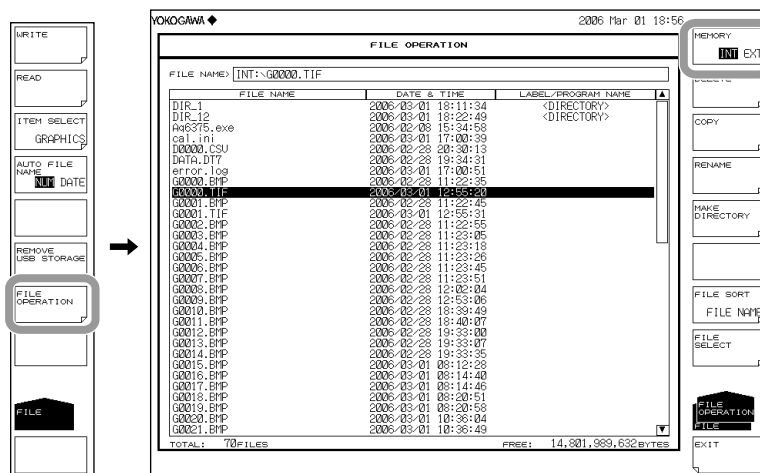 WRITE
READ
ITEM SELECT
GRAPHICS
AUTO FILE
NAME
NUM DATE
REMOVE
USB STORAGE
FILE
OPERATION
FILE
YOKOGAWA 2006 Mar 01 18:56
FILE OPERATION
FILE NAME> INT:\G0000.TIF
FILE NAME DATE & TIME LABEL/PROGRAM NAME
DIR_1 2006/03/01 18:11:34 <DIRECTORY>
DIR_12 2006/03/01 18:22:49 <DIRECTORY>
Aq6375.exe 2006/02/08 15:34:58
cal.ini 2006/03/01 17:00:39
D0000.CSV 2006/02/28 20:30:13
DATA.DT7 2006/02/28 19:34:31
error.log 2006/03/01 17:00:51
G0000.BMP 2006/02/28 11:22:35
G0000.TIF 2006/03/01 12:55:20
G0001.BMP 2006/02/28 11:22:45
G0001.TIF 2006/03/01 12:55:31
G0002.BMP 2006/02/28 11:22:55
G0003.BMP 2006/02/28 11:23:05
G0004.BMP 2006/02/28 11:23:18
G0005.BMP 2006/02/28 11:23:26
G0006.BMP 2006/02/28 11:23:45
G0007.BMP 2006/02/28 11:23:51
G0008.BMP 2006/02/28 12:02:04
G0009.BMP 2006/02/28 12:53:06
G0010.BMP 2006/02/28 18:39:49
G0011.BMP 2006/02/28 18:40:07
G0012.BMP 2006/02/28 19:33:00
G0013.BMP 2006/02/28 19:33:07
G0014.BMP 2006/02/28 19:33:35
G0015.BMP 2006/03/01 08:12:28
G0016.BMP 2006/03/01 08:14:40
G0017.BMP 2006/03/01 08:14:46
G0018.BMP 2006/03/01 08:20:51
G0019.BMP 2006/03/01 08:20:58
G0020.BMP 2006/03/01 10:36:04
G0021.BMP 2006/03/01 10:36:49
TOTAL: 70FILES FREE: 14,801,989,632BYTES
MEMORY
INT EXT
DELETE
COPY
RENAME
MAKE
DIRECTORY
FILE SORT
FILE NAME
FILE
SELECT
FILE
OPERATION
FILE
EXIT